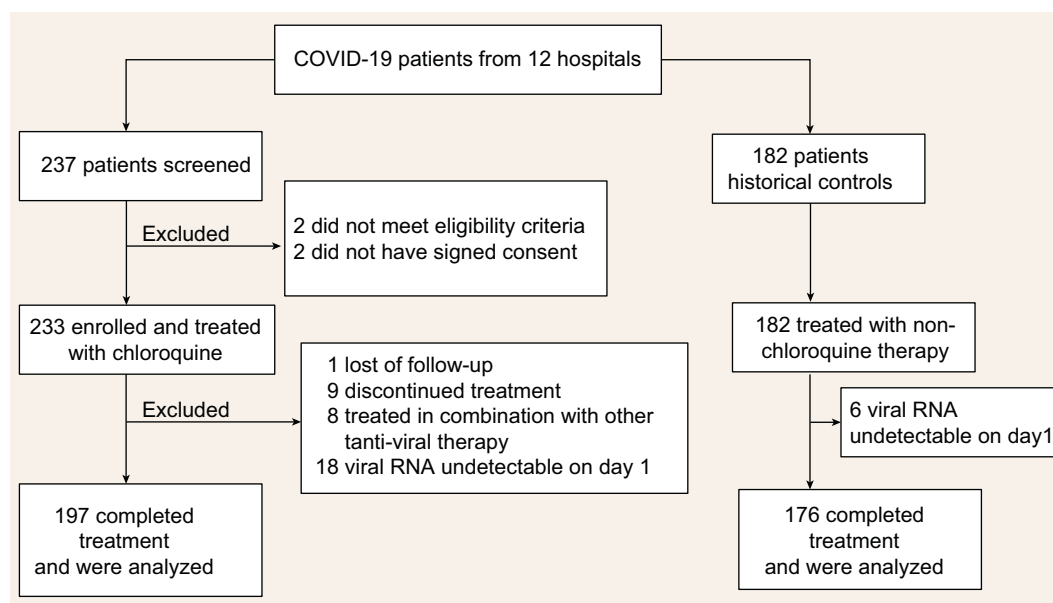 COVID-19 patients from 12 hospitals
237 patients screened
Excluded
2 did not meet eligibility criteria
2 did not have signed consent
233 enrolled and treated
with chloroquine
Excluded
1 lost of follow-up
9 discontinued treatment
8 treated in combination with other
tanti-viral therapy
18 viral RNA undetectable on day 1
197 completed
treatment
and were analyzed
182 patients
historical controls
182 treated with non-
chloroquine therapy
6 viral RNA
undetectable on day1
176 completed
treatment
and were analyzed